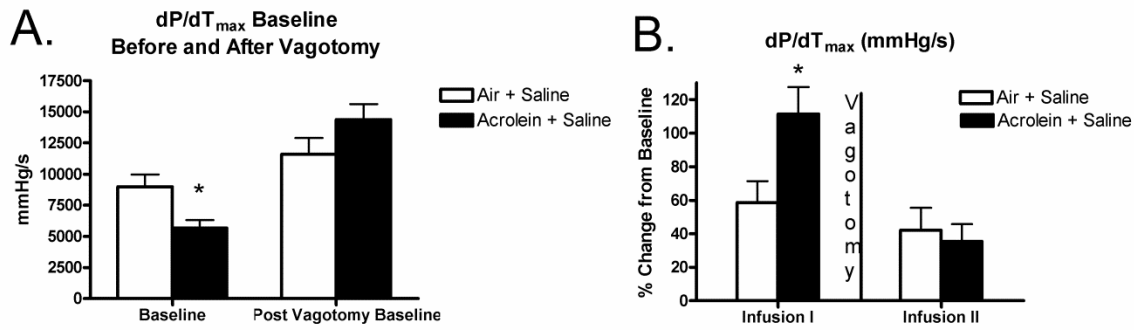 A.
dP/dTmax Baseline
Before and After Vagotomy
17500
15000
12500
10000
7500
5000
2500
0
mmHg/s
*
Baseline
Post Vagotomy Baseline
Air + Saline
Acrolein + Saline
B.
dP/dTmax (mmHg/s)
120
100
80
60
40
20
0
% Change from Baseline
*
Vagotomy
Infusion I
Infusion II
Air + Saline
Acrolein + Saline